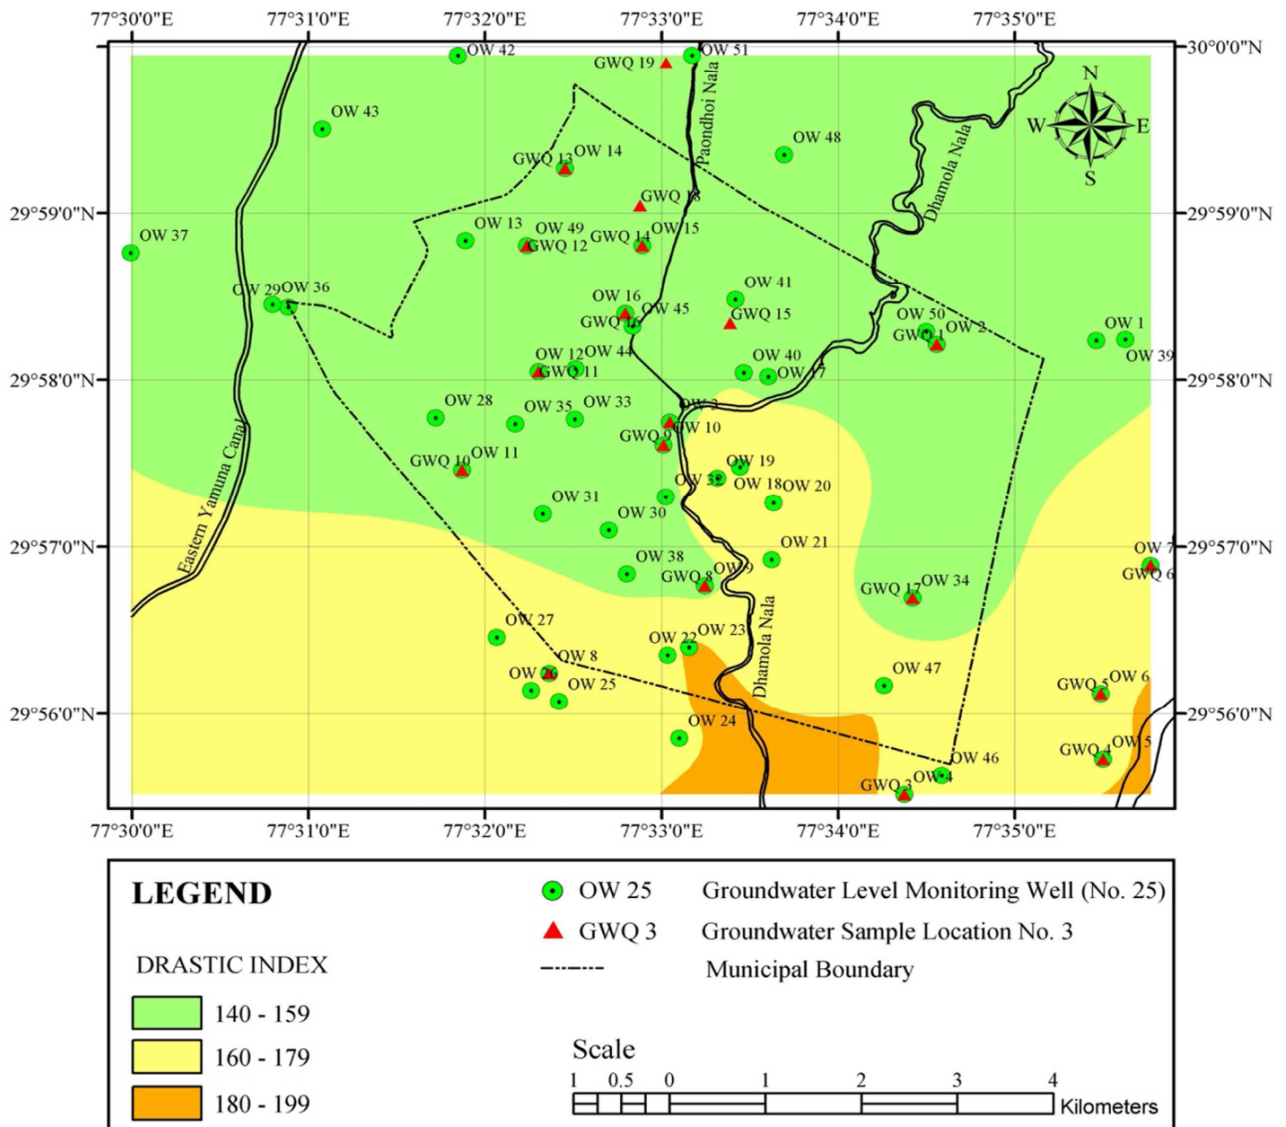 77°30'0"E 77°31'0"E 77°32'0"E 77°33'0"E 77°34'0"E 77°35'0"E
30°0'0"N
OW 42
OW 51
GWQ 19
N
W E
S
Paondhoi Nala
Dhamola Nala
OW 43
OW 48
GWQ 13 OW 14
GWQ 18
29°59'0"N 29°59'0"N
OW 37
OW 13
OW 49
GWQ 12
GWQ 14 OW 15
OW 29 OW 36
OW 41
OW 16
OW 45
GWQ 16
GWQ 15
OW 50
OW 2
GWQ 1
OW 1
OW 39
OW 12
OW 44
GWQ 11
OW 40
OW 17
29°58'0"N 29°58'0"N
OW 28
OW 35
OW 33
OW 3
OW 10
GWQ 9
Eastern Yamuna Canal
GWQ 10
OW 11
OW 19
OW 32
OW 18
OW 20
OW 31
OW 30
29°57'0"N 29°57'0"N
OW 21
OW 7
GWQ 6
OW 38
GWQ 8
OW 9
GWQ 17
OW 34
Dhamola Nala
OW 27
OW 22
OW 23
OW 8
OW 25
OW 47
GWQ 5
OW 6
29°56'0"N 29°56'0"N
OW 24
GWQ 4
OW 5
OW 46
GWQ 3
OW 4
77°30'0"E 77°31'0"E 77°32'0"E 77°33'0"E 77°34'0"E 77°35'0"E
LEGEND
OW 25 Groundwater Level Monitoring Well (No. 25)
GWQ 3 Groundwater Sample Location No. 3
Municipal Boundary
DRASTIC INDEX
140 - 159
160 - 179
180 - 199
Scale
1 0.5 0 1 2 3 4
Kilometers